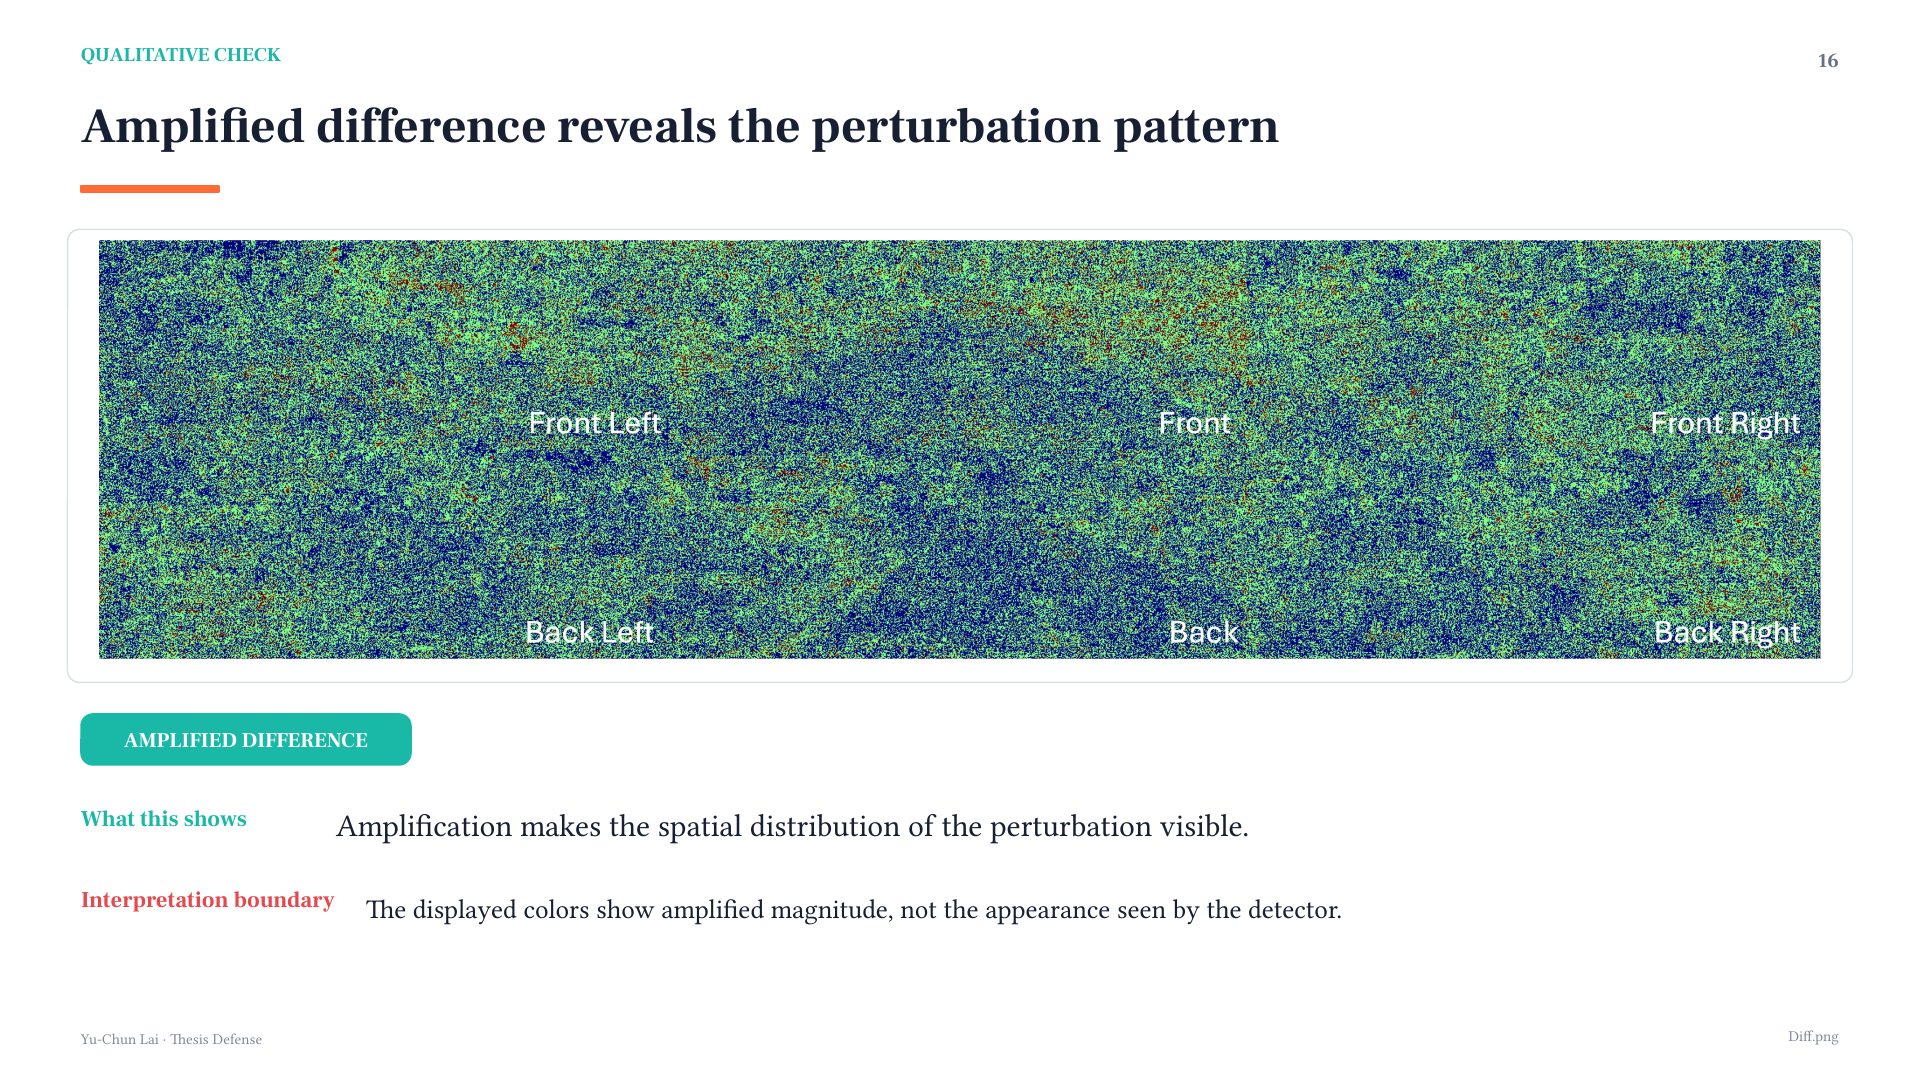 QUALITATIVE CHECK
16
Amplified difference reveals the perturbation pattern
Front Left
Front
Front Right
Back Left
Back
Back Right
AMPLIFIED DIFFERENCE
What this shows
Amplification makes the spatial distribution of the perturbation visible.
Interpretation boundary
The displayed colors show amplified magnitude, not the appearance seen by the detector.
Yu-Chun Lai · Thesis Defense
Diff.png